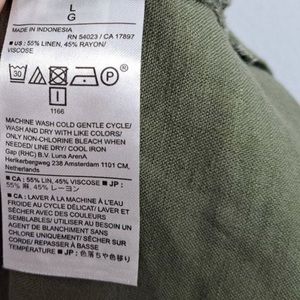 L
G
MADE IN INDONESIA
RN 54023 / CA 17897
■ US : 55% LINEN, 45% RAYON/
VISCOSE
30
I
1166
MACHINE WASH COLD GENTLE CYCLE/
WASH AND DRY WITH LIKE COLORS/
ONLY NON-CHLORINE BLEACH WHEN
NEEDED/ LINE DRY/ COOL IRON
Gap (RHC) B.V. Luna ArenA
Herikerbergweg 238 Amsterdam 1101 CM,
Netherlands
■ CA : 55% LIN, 45% VISCOSE ■ JP :
55% 麻, 45% レーヨン
■ CA : LAVER À LA MACHINE À L'EAU
FROIDE AU CYCLE DÉLICAT/ LAVER ET
SÉCHER AVEC DES COULEURS
SEMBLABLES/ UTILISER AU BESOIN UN
AGENT DE BLANCHIMENT SANS
CHLORE UNIQUEMENT/ SÉCHER SUR
CORDE/ REPASSER À BASSE
TEMPÉRATURE ■ JP : 色落ちや色移り